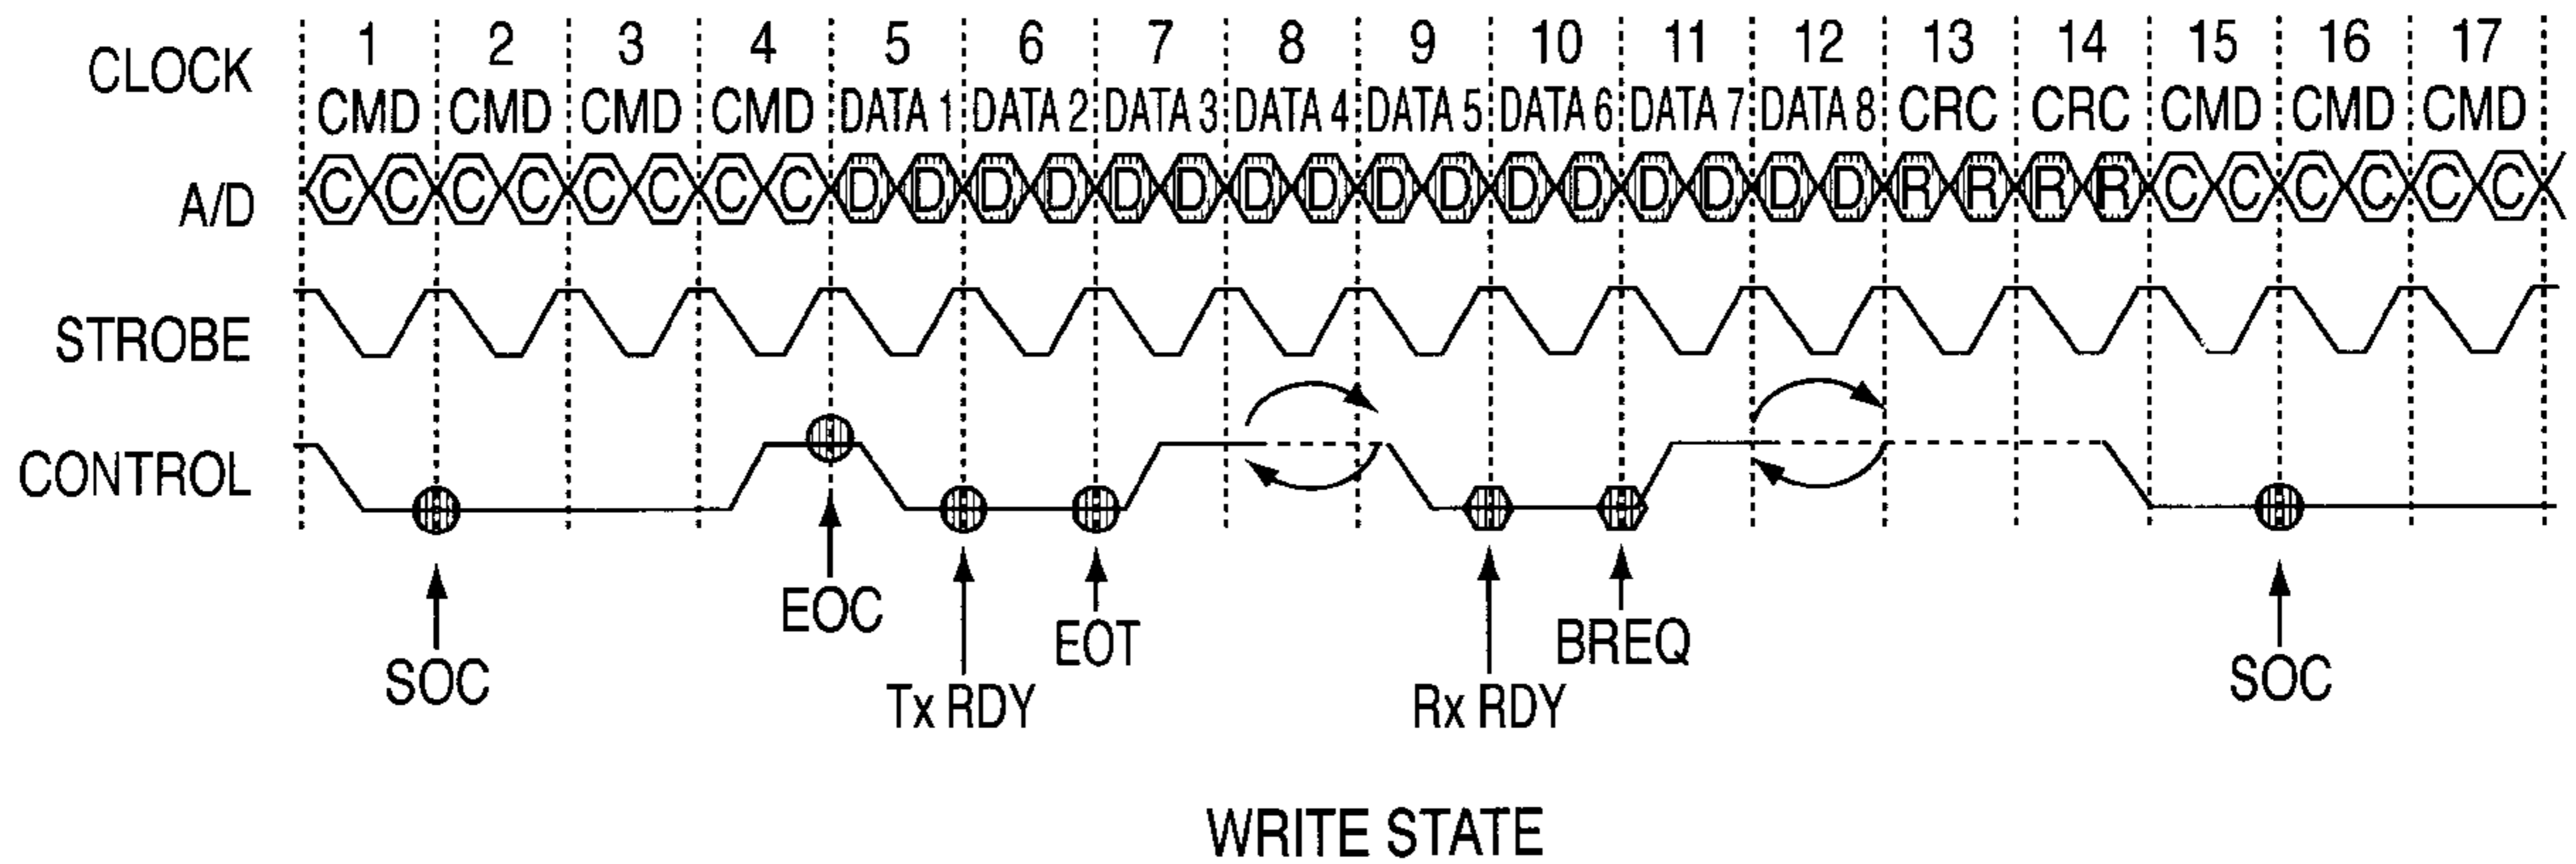 CLOCK 1 2 3 4 5 6 7 8 9 10 11 12 13 14 15 16 17
CMD CMD CMD CMD DATA 1 DATA 2 DATA 3 DATA 4 DATA 5 DATA 6 DATA 7 DATA 8 CRC CRC CMD CMD CMD
A/D C C C C C C C C D D D D D D D D D D D D D D D D R R R R C C C C C C
STROBE
CONTROL
EOC
EOT
BREQ
SOC
Tx RDY
Rx RDY
SOC
WRITE STATE